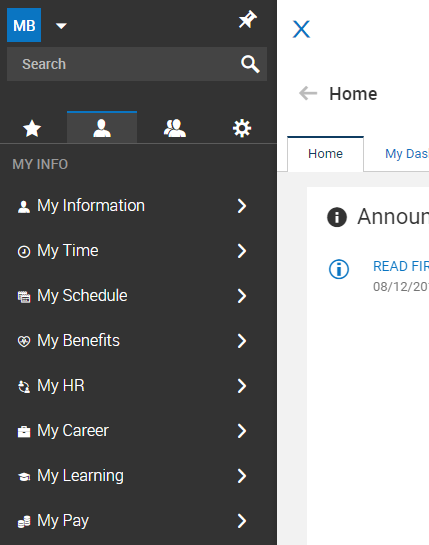 MB
Search
MY INFO
My Information
My Time
My Schedule
My Benefits
My HR
My Career
My Learning
My Pay
Home
Home
My Das
Announ
READ FIR
08/12/20